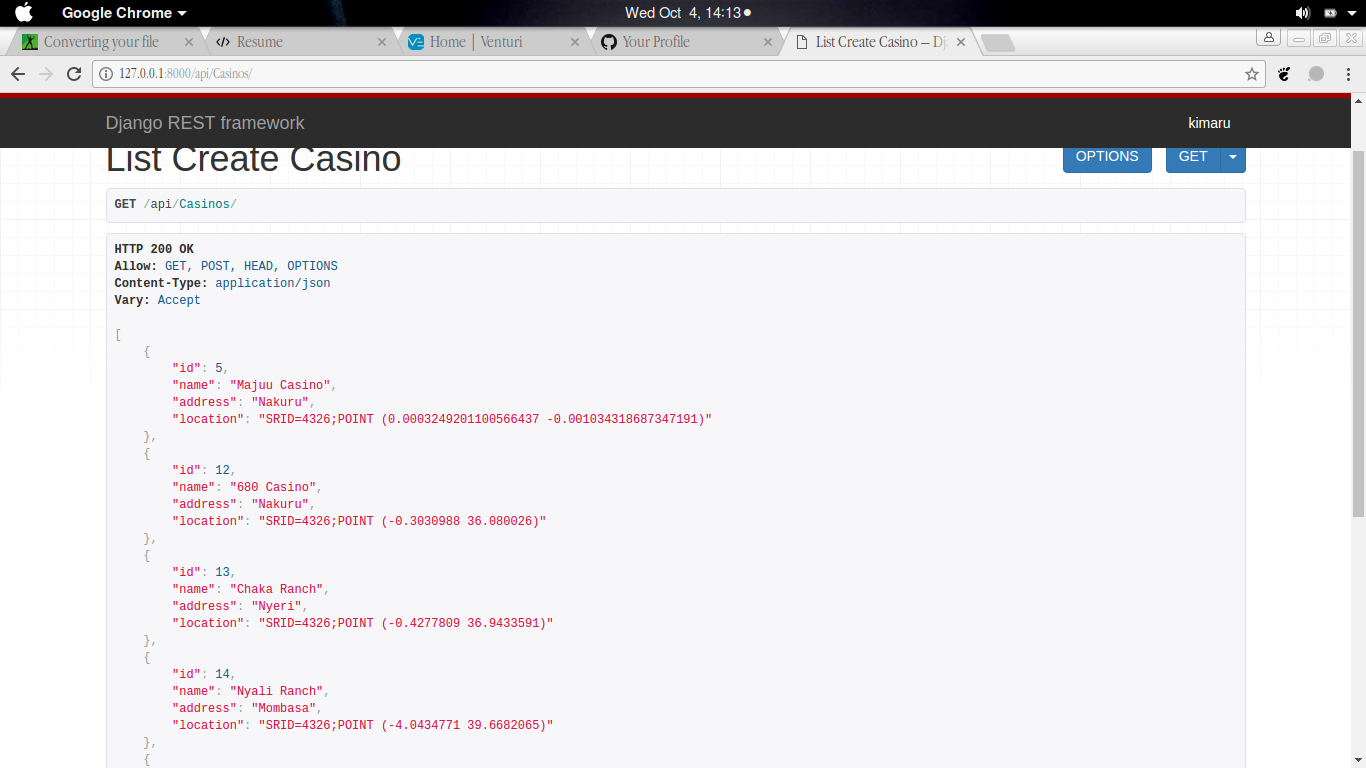 Google Chrome
Wed Oct 4, 14:13
Converting your file
Resume
Home | Venturi
Your Profile
List Create Casino – Dj
127.0.0.1:8000/api/Casinos/
Django REST framework
kimaru
List Create Casino
OPTIONS
GET
GET /api/Casinos/
HTTP 200 OK
Allow: GET, POST, HEAD, OPTIONS
Content-Type: application/json
Vary: Accept
[
{
"id": 5,
"name": "Majuu Casino",
"address": "Nakuru",
"location": "SRID=4326;POINT (0.0003249201100566437 -0.001034318687347191)"
},
{
"id": 12,
"name": "680 Casino",
"address": "Nakuru",
"location": "SRID=4326;POINT (-0.3030988 36.080026)"
},
{
"id": 13,
"name": "Chaka Ranch",
"address": "Nyeri",
"location": "SRID=4326;POINT (-0.4277809 36.9433591)"
},
{
"id": 14,
"name": "Nyali Ranch",
"address": "Mombasa",
"location": "SRID=4326;POINT (-4.0434771 39.6682065)"
},
{